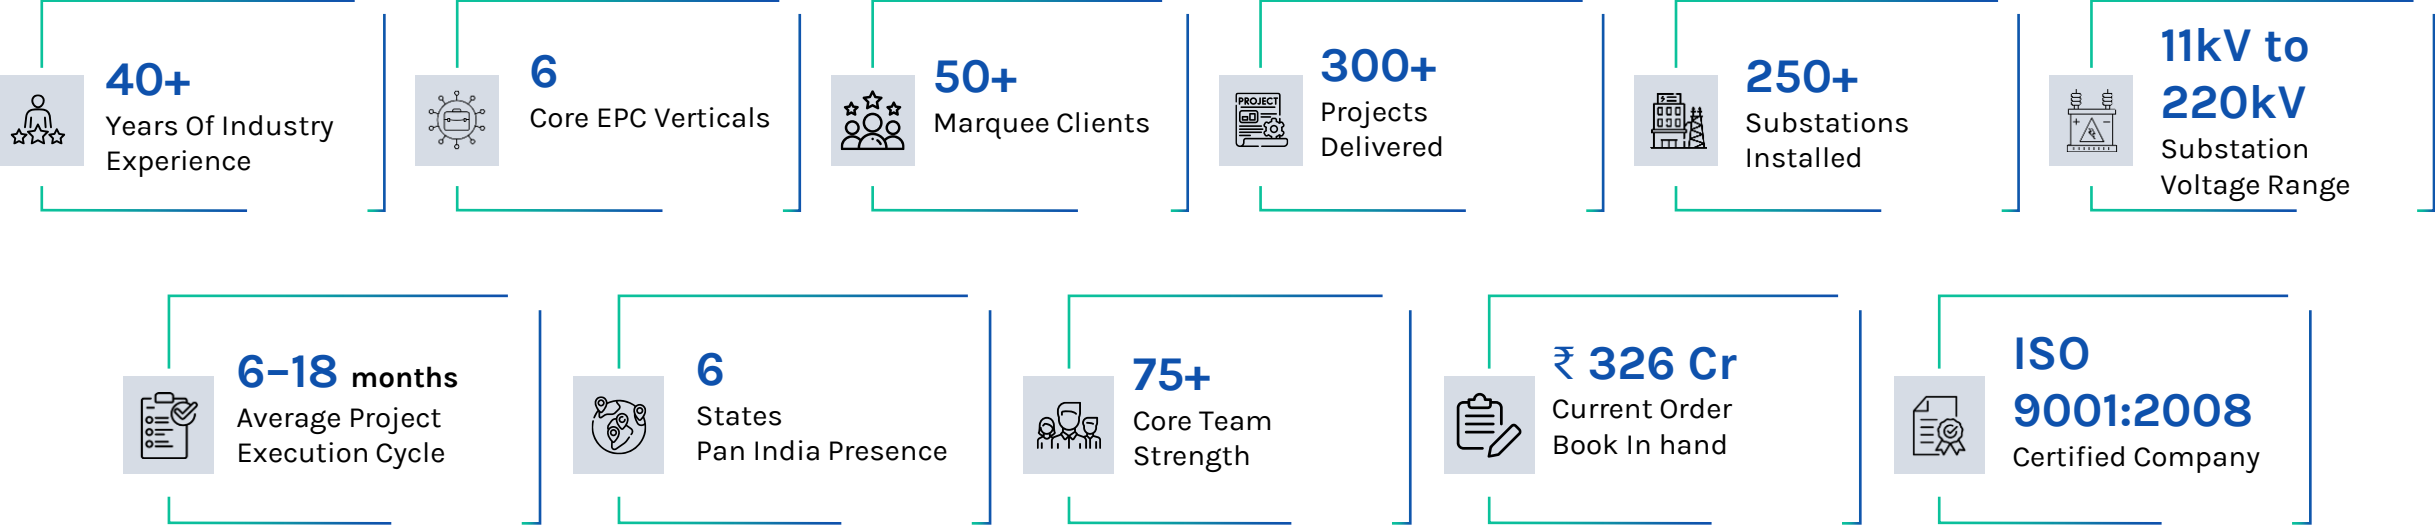 40+
Years Of Industry
Experience
6
Core EPC Verticals
50+
Marquee Clients
PROJECT
300+
Projects
Delivered
250+
Substations
Installed
11kV to
220kV
Substation
Voltage Range
6–18 months
Average Project
Execution Cycle
6
States
Pan India Presence
75+
Core Team
Strength
₹ 326 Cr
Current Order
Book In hand
ISO
9001:2008
Certified Company